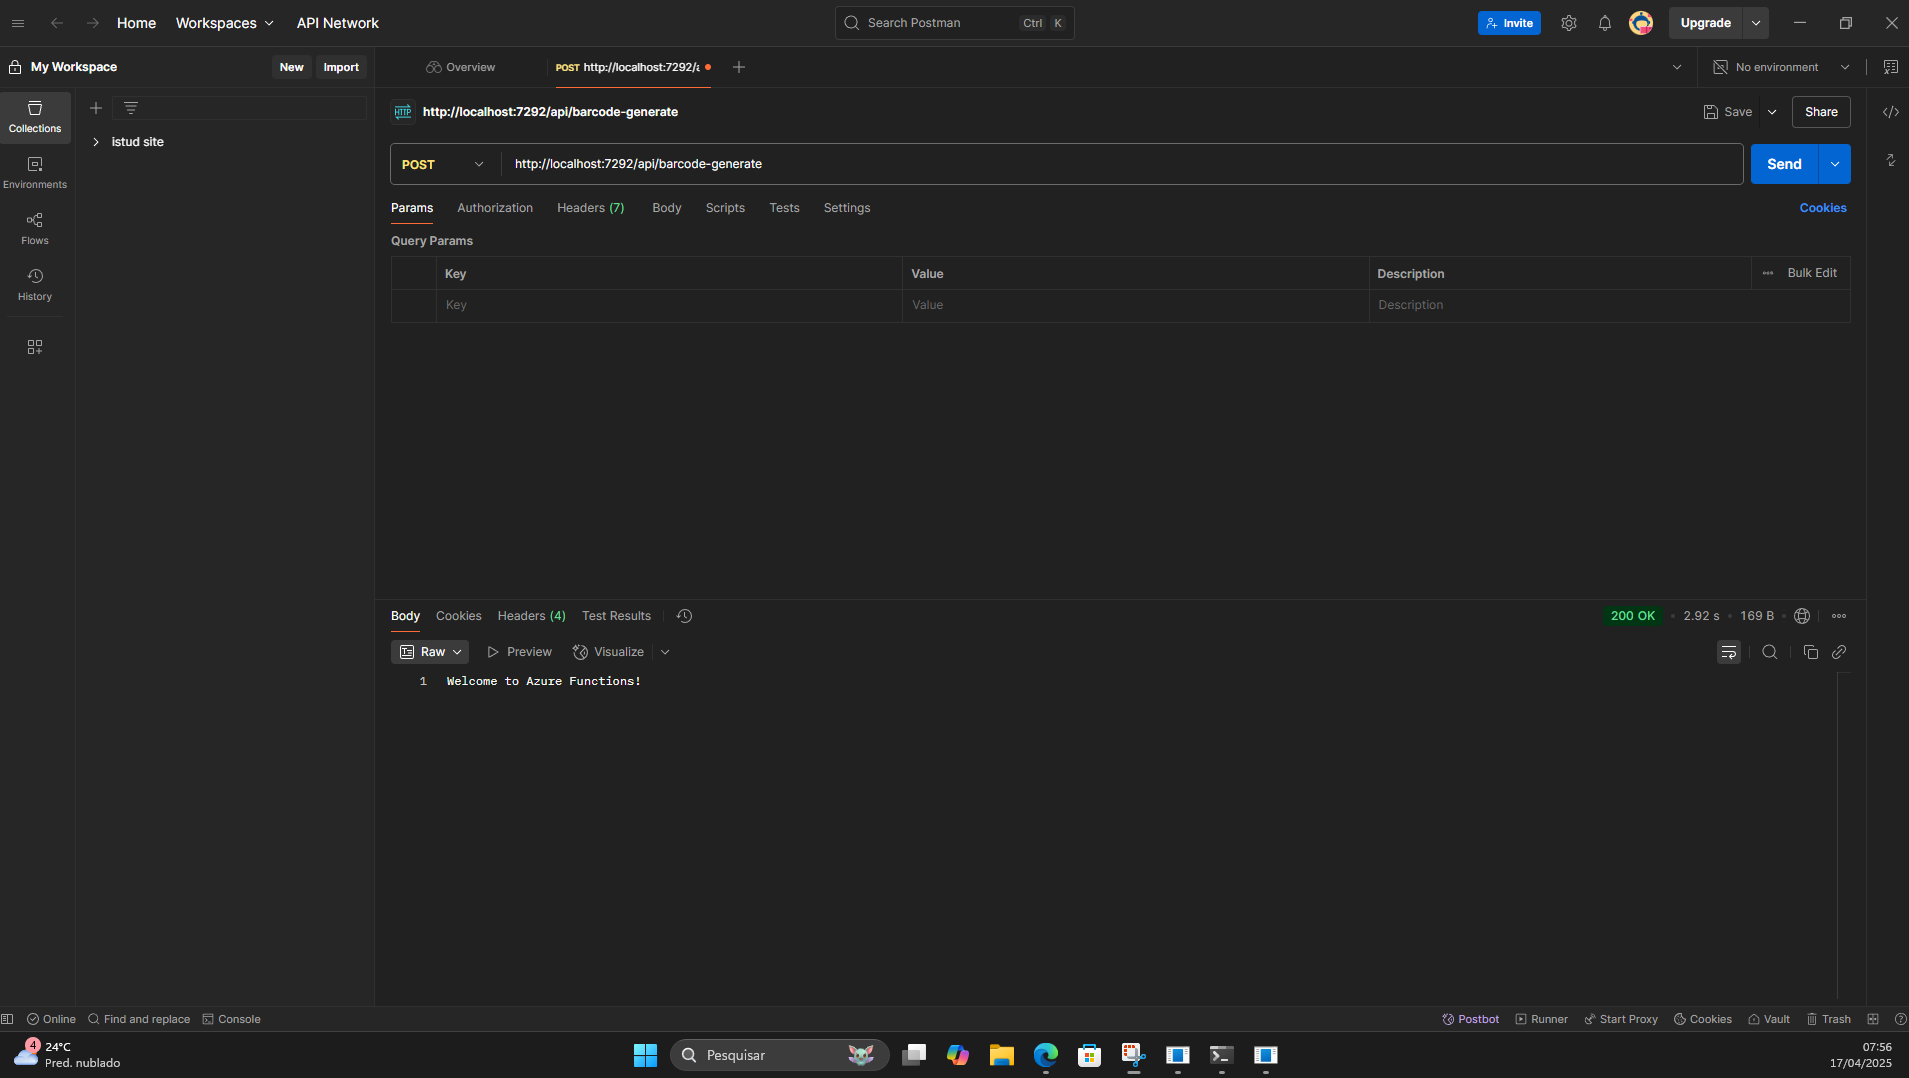 Home Workspaces API Network Search Postman Ctrl K Invite Upgrade
My Workspace New Import Overview POST http://localhost:7292/a No environment
HTTP http://localhost:7292/api/barcode-generate Save Share
Collections
istud site
Environments
Flows
History
POST http://localhost:7292/api/barcode-generate Send
Params Authorization Headers (7) Body Scripts Tests Settings Cookies
Query Params
Key Value Description Bulk Edit
Key Value Description
Body Cookies Headers (4) Test Results 200 OK 2.92 s 169 B
Raw Preview Visualize
1 Welcome to Azure Functions!
Online Find and replace Console Postbot Runner Start Proxy Cookies Vault Trash
4 24°C
Pred. nublado
Pesquisar
07:56
17/04/2025